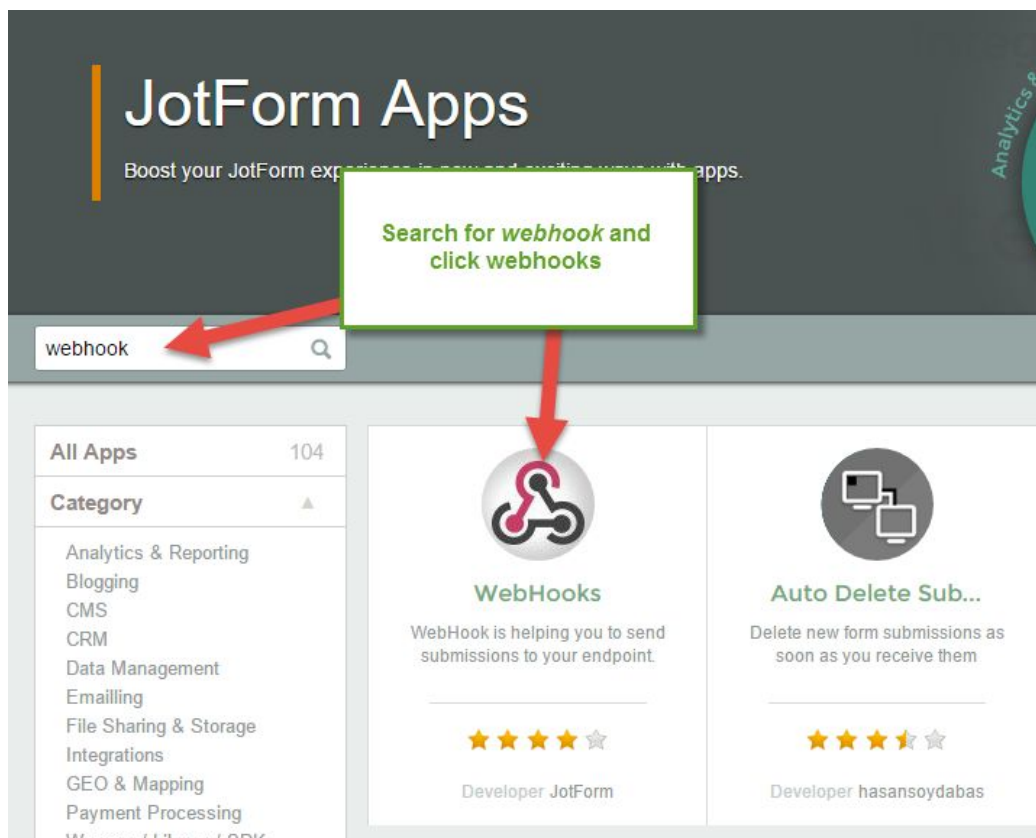 JotForm Apps
Boost your JotForm exp apps.
Analytics &
Search for webhook and
click webhooks
webhook
All Apps 104
Category
Analytics & Reporting
Blogging
CMS
CRM
Data Management
Emailling
File Sharing & Storage
Integrations
GEO & Mapping
Payment Processing
WebHooks
WebHook is helping you to send
submissions to your endpoint.
Developer JotForm
Auto Delete Sub...
Delete new form submissions as
soon as you receive them
Developer hasansoydabas